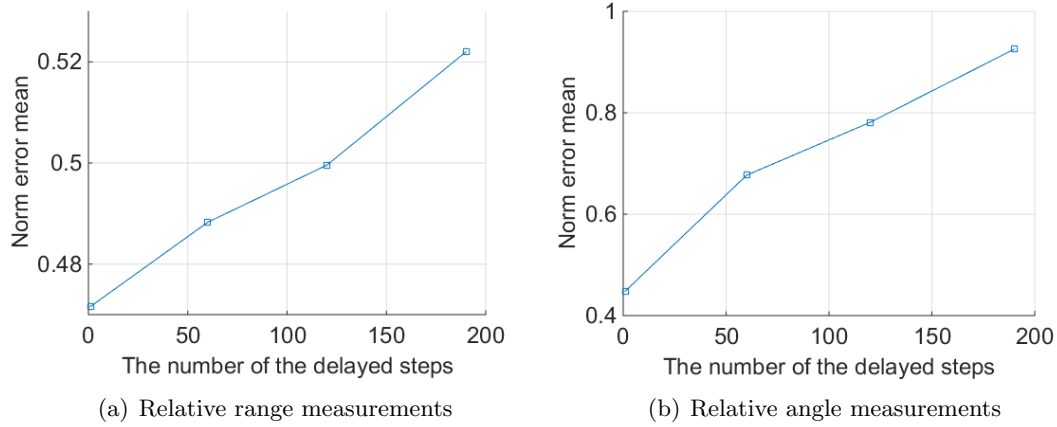 0.52
0.5
0.48
0 50 100 150 200
Norm error mean
The number of the delayed steps
(a) Relative range measurements
1
0.8
0.6
0.4
0 50 100 150 200
Norm error mean
The number of the delayed steps
(b) Relative angle measurements